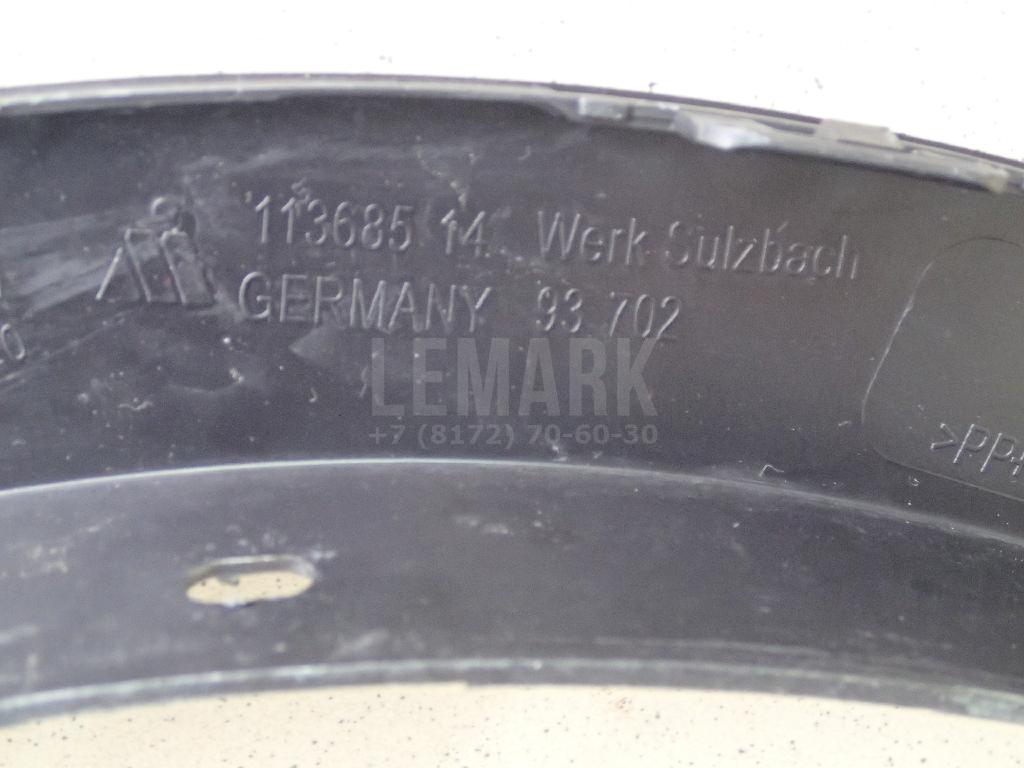 113685 14 Werk Sulzbach
GERMANY 93 702
LEMARK
+7 (8172) 70-60-30